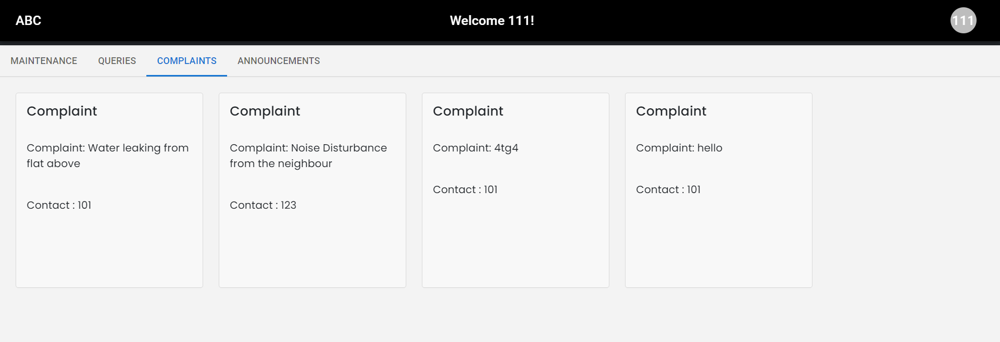 ABC
Welcome 111!
111
MAINTENANCE
QUERIES
COMPLAINTS
ANNOUNCEMENTS
Complaint
Complaint: Water leaking from
flat above
Contact : 101
Complaint
Complaint: Noise Disturbance
from the neighbour
Contact : 123
Complaint
Complaint: 4tg4
Contact : 101
Complaint
Complaint: hello
Contact : 101